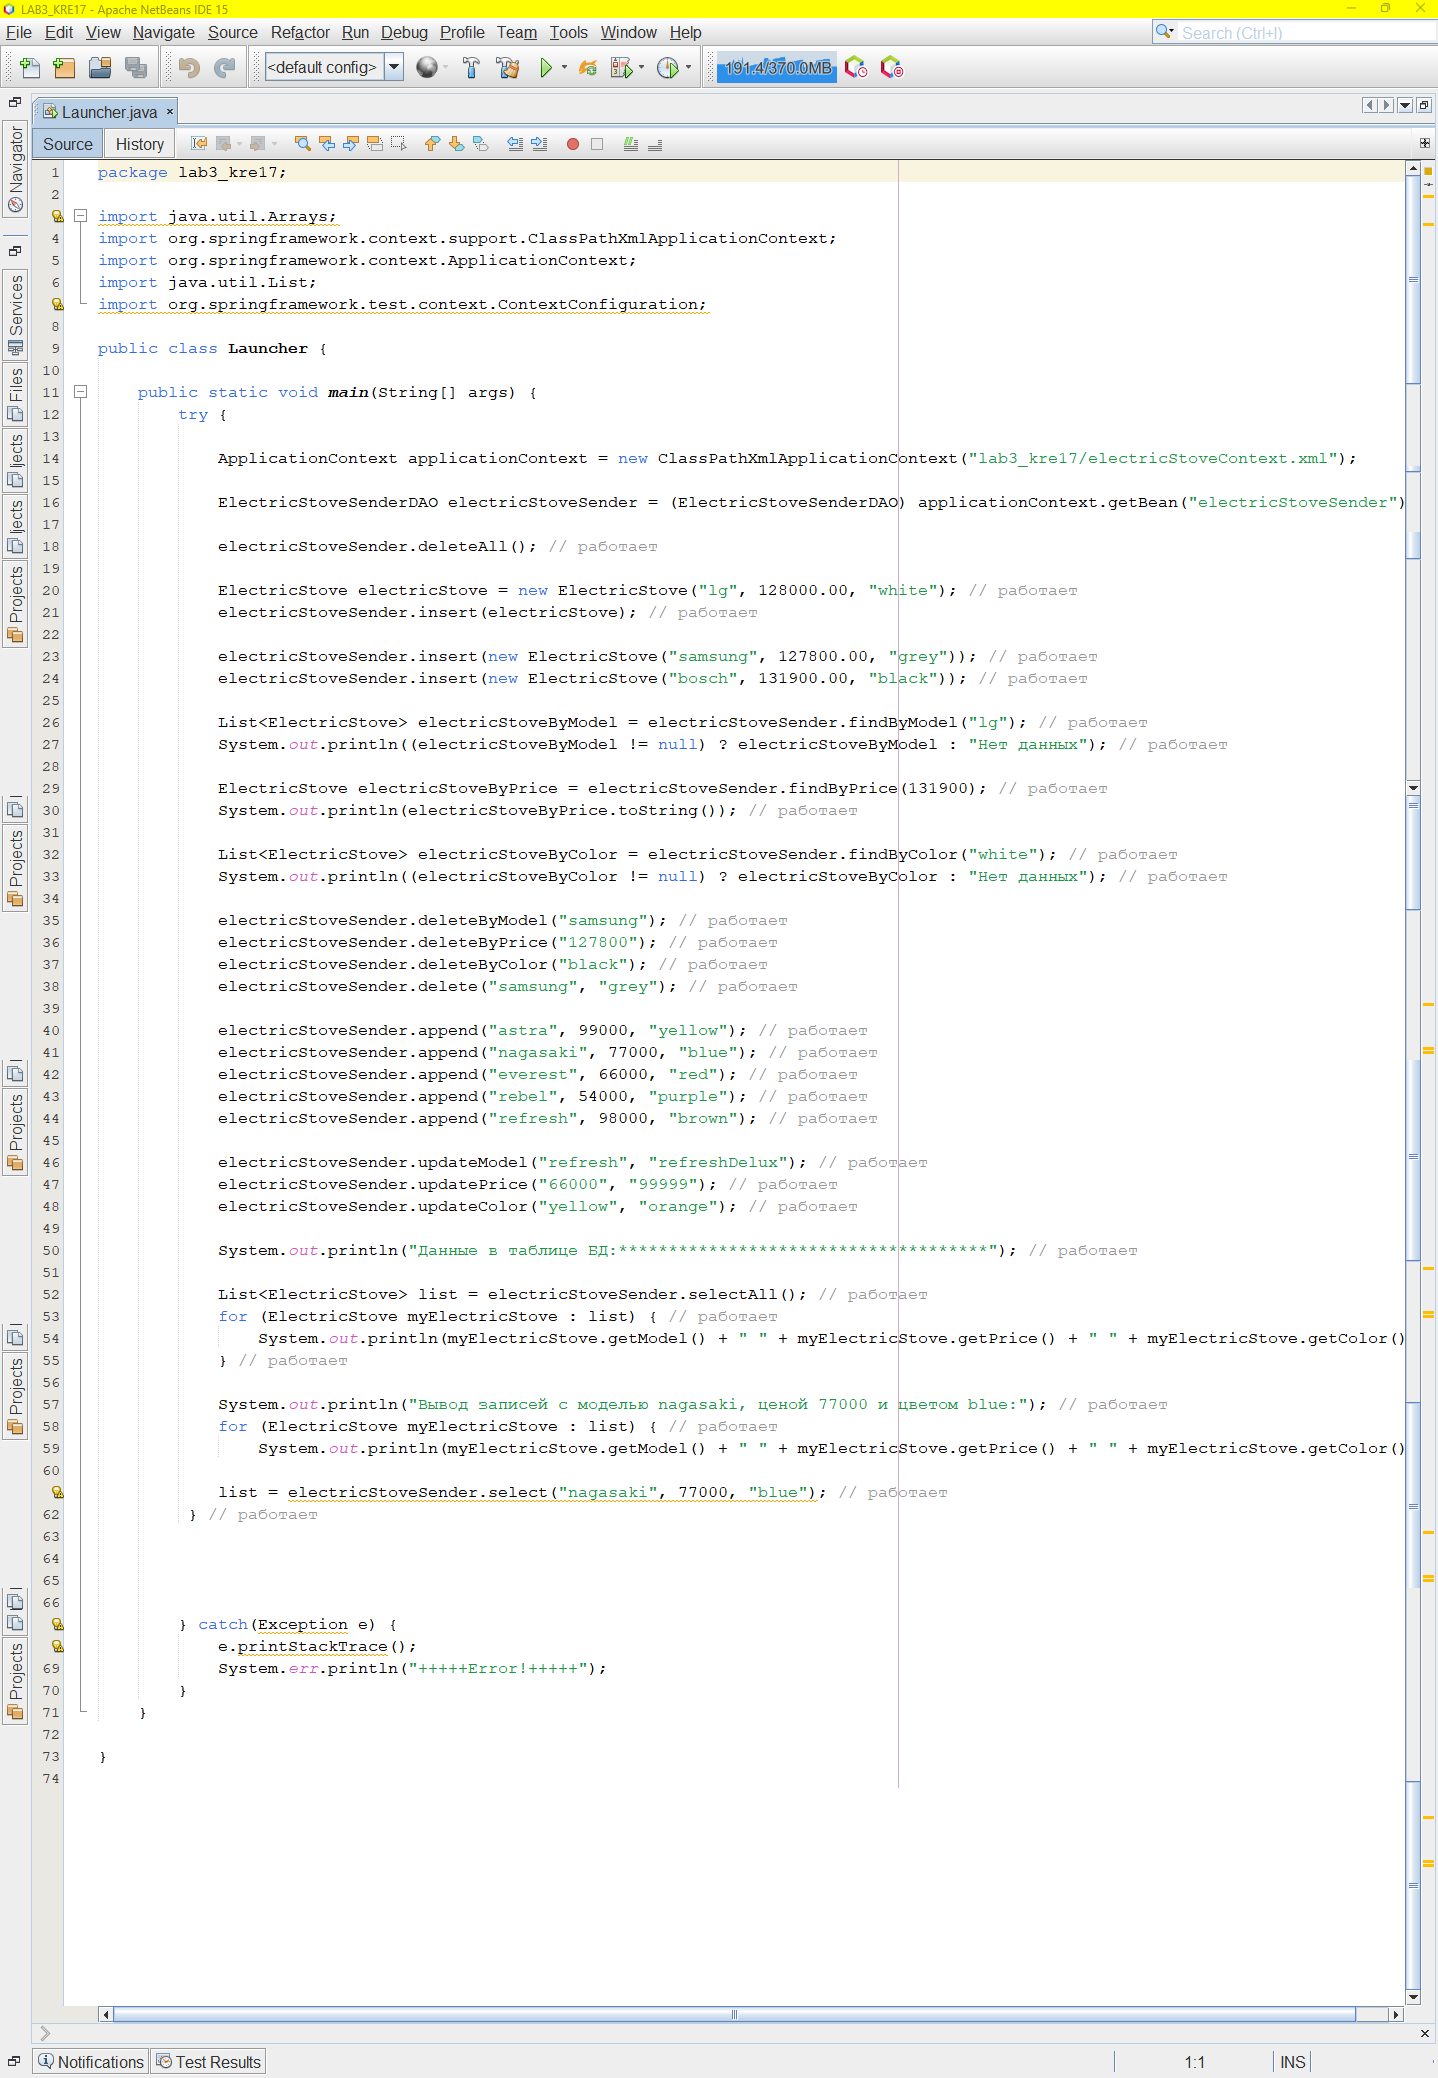 LAB3_KRE17 - Apache NetBeans IDE 15
File Edit View Navigate Source Refactor Run Debug Profile Team Tools Window Help
Search (Ctrl+I)
<default config>
191.4/370.0MB
Launcher.java
Source History
Navigator
Services
Files
jects
jects
Projects
Projects
Projects
Projects
Projects
1 package lab3_kre17;
2
import java.util.Arrays;
4 import org.springframework.context.support.ClassPathXmlApplicationContext;
5 import org.springframework.context.ApplicationContext;
6 import java.util.List;
import org.springframework.test.context.ContextConfiguration;
8
9 public class Launcher {
10
11 public static void main(String[] args) {
12 try {
13
14 ApplicationContext applicationContext = new ClassPathXmlApplicationContext("lab3_kre17/electricStoveContext.xml");
15
16 ElectricStoveSenderDAO electricStoveSender = (ElectricStoveSenderDAO) applicationContext.getBean("electricStoveSender")
17
18 electricStoveSender.deleteAll(); // работает
19
20 ElectricStove electricStove = new ElectricStove("lg", 128000.00, "white"); // работает
21 electricStoveSender.insert(electricStove); // работает
22
23 electricStoveSender.insert(new ElectricStove("samsung", 127800.00, "grey")); // работает
24 electricStoveSender.insert(new ElectricStove("bosch", 131900.00, "black")); // работает
25
26 List<ElectricStove> electricStoveByModel = electricStoveSender.findByModel("lg"); // работает
27 System.out.println((electricStoveByModel != null) ? electricStoveByModel : "Нет данных"); // работает
28
29 ElectricStove electricStoveByPrice = electricStoveSender.findByPrice(131900); // работает
30 System.out.println(electricStoveByPrice.toString()); // работает
31
32 List<ElectricStove> electricStoveByColor = electricStoveSender.findByColor("white"); // работает
33 System.out.println((electricStoveByColor != null) ? electricStoveByColor : "Нет данных"); // работает
34
35 electricStoveSender.deleteByModel("samsung"); // работает
36 electricStoveSender.deleteByPrice("127800"); // работает
37 electricStoveSender.deleteByColor("black"); // работает
38 electricStoveSender.delete("samsung", "grey"); // работает
39
40 electricStoveSender.append("astra", 99000, "yellow"); // работает
41 electricStoveSender.append("nagasaki", 77000, "blue"); // работает
42 electricStoveSender.append("everest", 66000, "red"); // работает
43 electricStoveSender.append("rebel", 54000, "purple"); // работает
44 electricStoveSender.append("refresh", 98000, "brown"); // работает
45
46 electricStoveSender.updateModel("refresh", "refreshDelux"); // работает
47 electricStoveSender.updatePrice("66000", "99999"); // работает
48 electricStoveSender.updateColor("yellow", "orange"); // работает
49
50 System.out.println("Данные в таблице БД:*************************************"); // работает
51
52 List<ElectricStove> list = electricStoveSender.selectAll(); // работает
53 for (ElectricStove myElectricStove : list) { // работает
54 System.out.println(myElectricStove.getModel() + " " + myElectricStove.getPrice() + " " + myElectricStove.getColor()
55 } // работает
56
57 System.out.println("Вывод записей с моделью nagasaki, ценой 77000 и цветом blue:"); // работает
58 for (ElectricStove myElectricStove : list) { // работает
59 System.out.println(myElectricStove.getModel() + " " + myElectricStove.getPrice() + " " + myElectricStove.getColor()
60
list = electricStoveSender.select("nagasaki", 77000, "blue"); // работает
62 } // работает
63
64
65
66
} catch(Exception e) {
e.printStackTrace();
69 System.err.println("+++++Error!+++++");
70 }
71 }
72
73 }
74
Notifications Test Results
1:1 INS